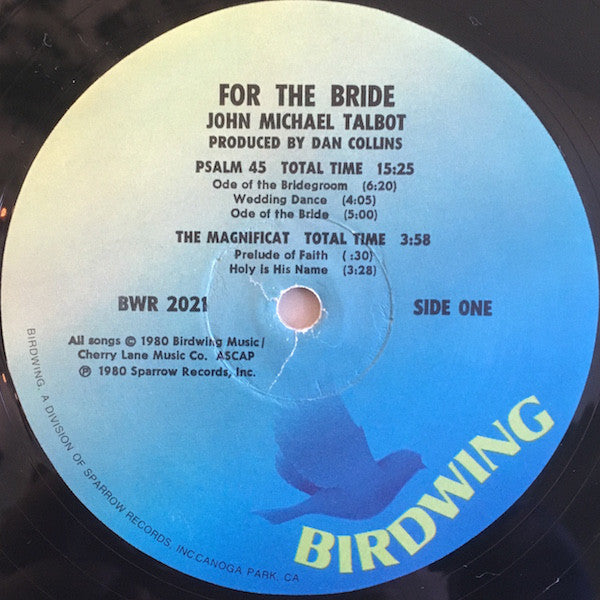 FOR THE BRIDE
JOHN MICHAEL TALBOT
PRODUCED BY DAN COLLINS
PSALM 45 TOTAL TIME 15:25
Ode of the Bridegroom (6:20)
Wedding Dance (4:05)
Ode of the Bride (5:00)
THE MAGNIFICAT TOTAL TIME 3:58
Prelude of Faith ( :30)
Holy is His Name (3:28)
BWR 2021 SIDE ONE
All songs © 1980 Birdwing Music/
Cherry Lane Music Co. ASCAP
℗ 1980 Sparrow Records, Inc.
BIRDWING, A DIVISION OF SPARROW RECORDS, INC.CANOGA PARK, CA
BIRDWING